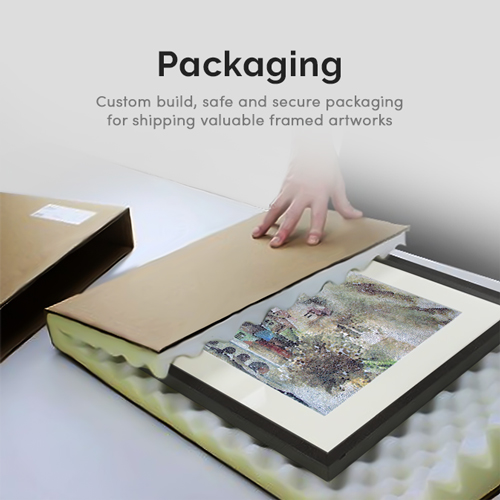 Packaging
Custom build, safe and secure packaging
for shipping valuable framed artworks